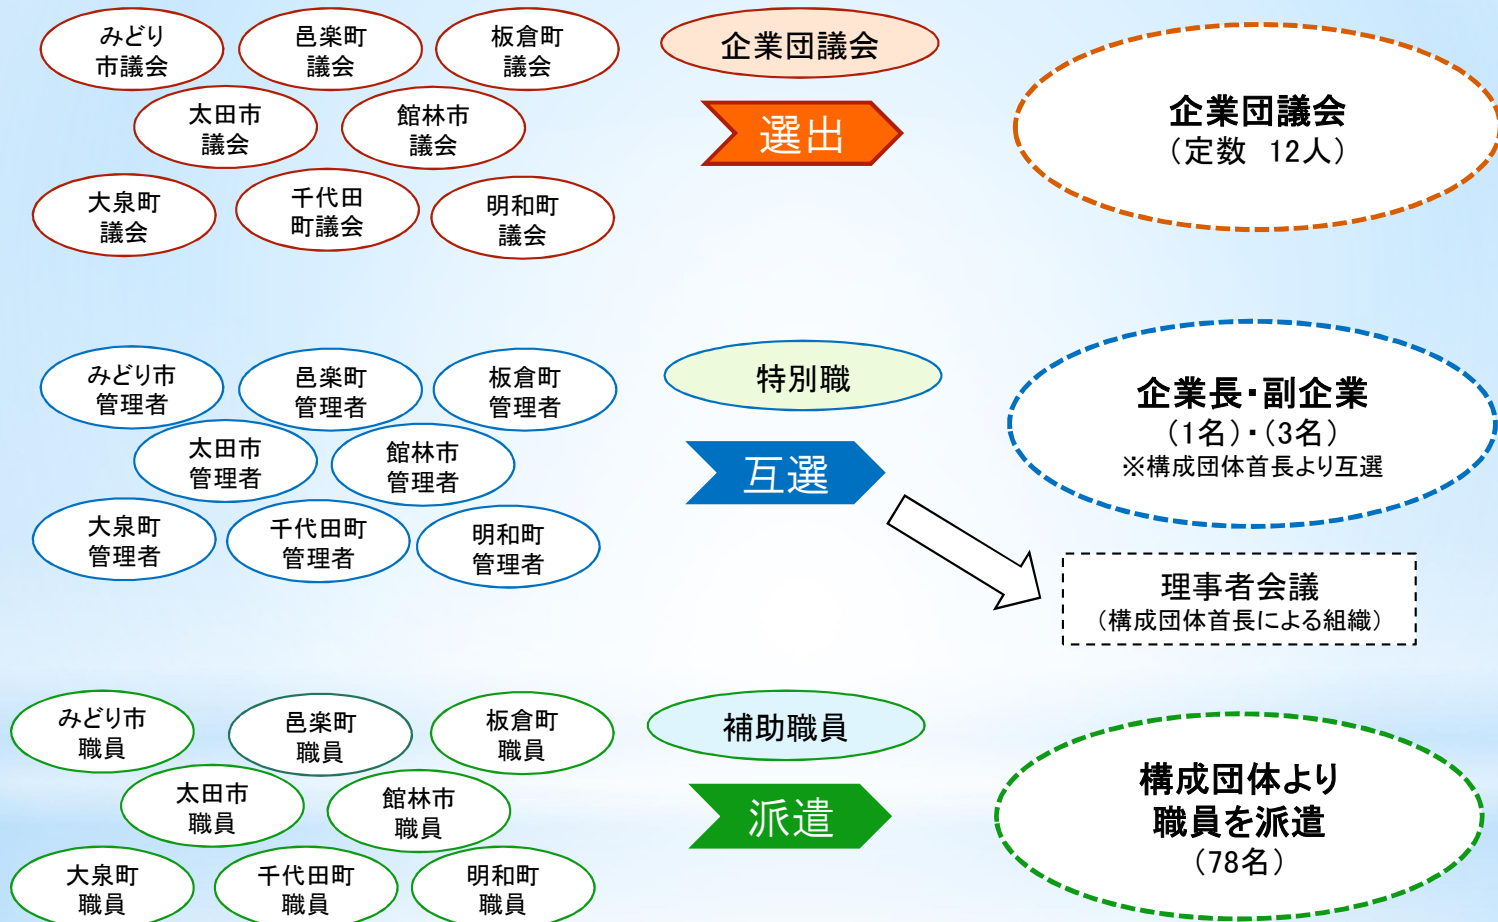 みどり
市議会
邑楽町
議会
板倉町
議会
太田市
議会
館林市
議会
大泉町
議会
千代田
町議会
明和町
議会
企業団議会
選出
企業団議会
（定数　12人）
みどり市
管理者
邑楽町
管理者
板倉町
管理者
太田市
管理者
館林市
管理者
大泉町
管理者
千代田町
管理者
明和町
管理者
特別職
互選
企業長・副企業
（1名）・（3名）
※構成団体首長より互選
理事者会議
（構成団体首長による組織）
みどり市
職員
邑楽町
職員
板倉町
職員
太田市
職員
館林市
職員
大泉町
職員
千代田町
職員
明和町
職員
補助職員
派遣
構成団体より
職員を派遣
（78名）